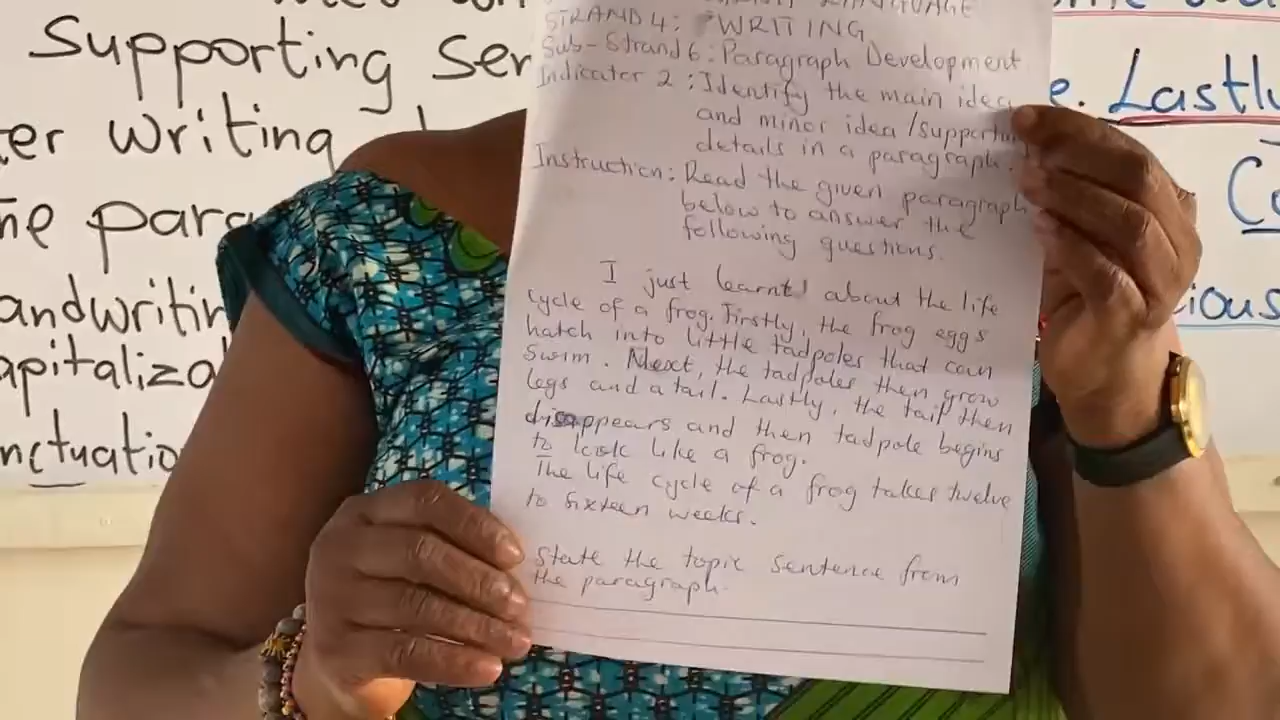 Supporting Sen
er writing
ne para
andwritin
apitaliza
nctuatio
LANGUAGE
STRAND 4: WRITING
Sub-Strand 6: Paragraph Development
Indicator 2: Identify the main idea
and minor idea/supportin
details in a paragraph.
Instruction: Read the given paragraph
below to answer the
following questions.
I just learnt about the life
cycle of a frog. Firstly, the frog eggs
hatch into little tadpoles that can
swim. Next, the tadpoles then grow
legs and a tail. Lastly, the tail then
disappears and then tadpole begins
to look like a frog.
The life cycle of a frog takes twelve
to sixteen weeks.
State the topic sentence from
the paragraph.
e. Lastly
Co
cious